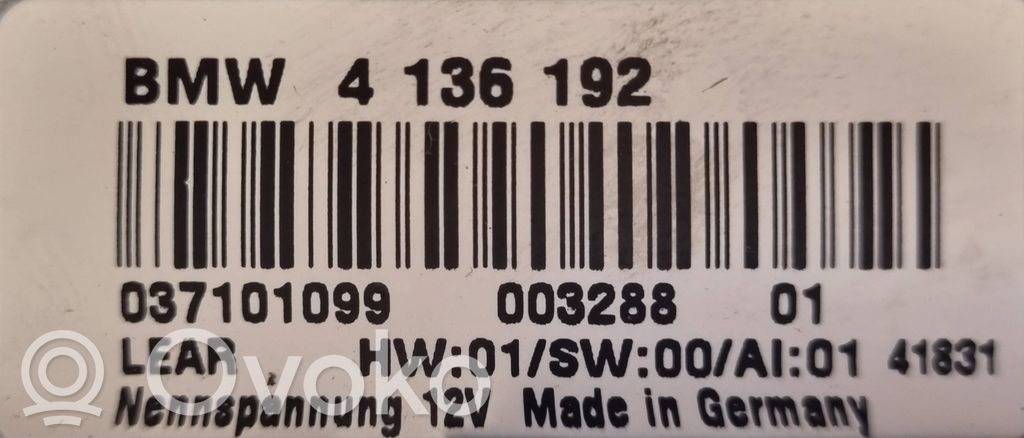 BMW 4 136 192
037101099 003288 01
LEAR HW:01/SW:00/AI:01 41831
Nennspannung 12V Made in Germany
Ovoko